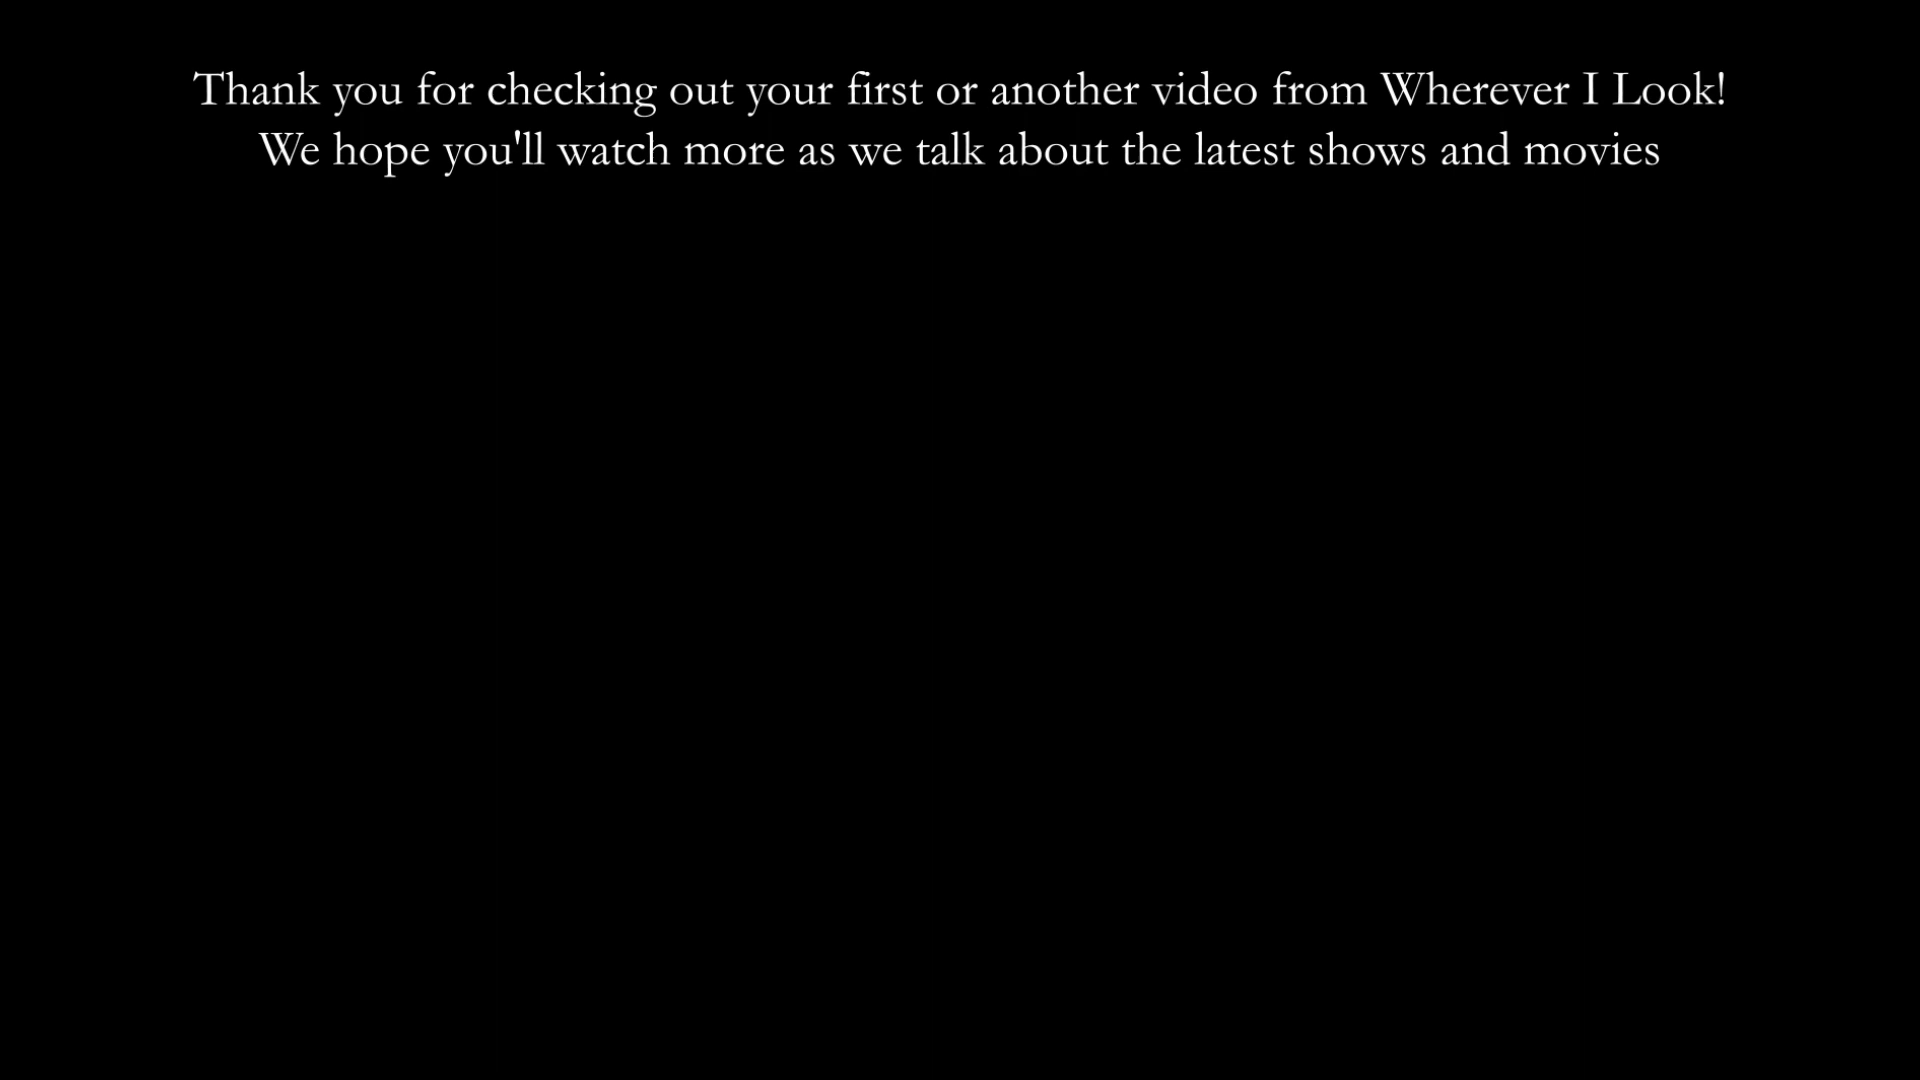 Thank you for checking out your first or another video from Wherever I Look!
We hope you'll watch more as we talk about the latest shows and movies